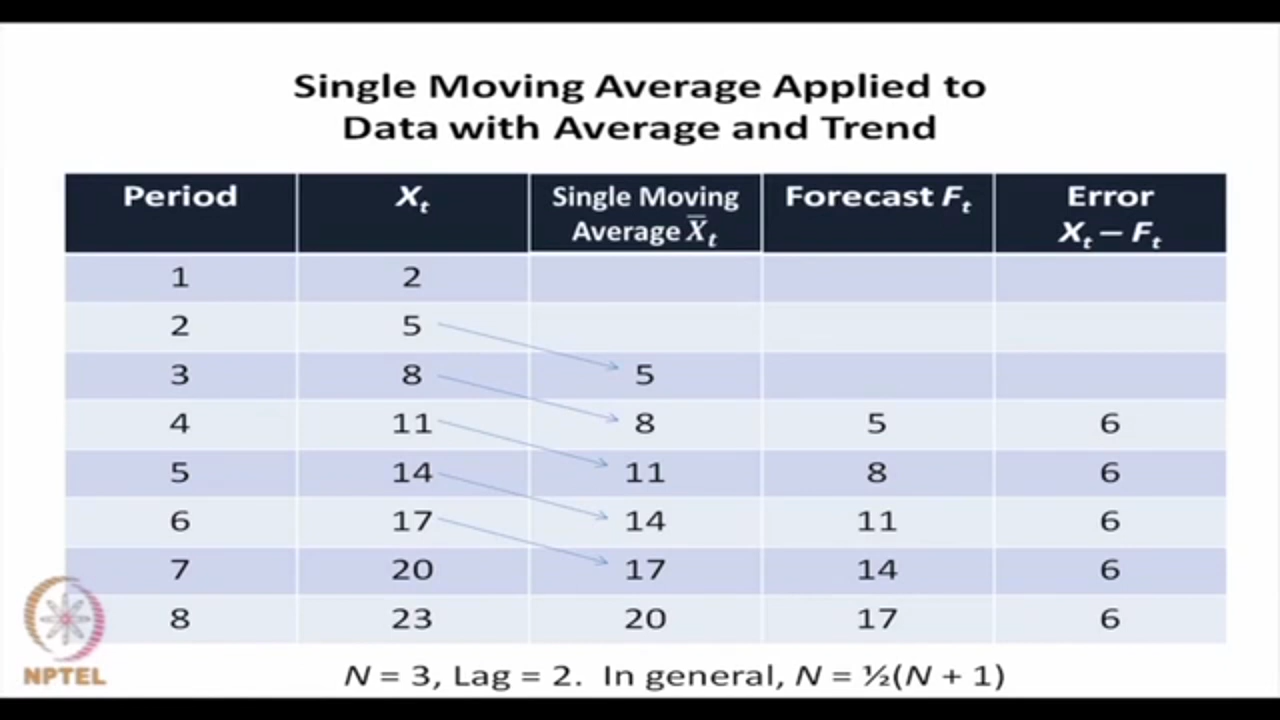 Single Moving Average Applied to
Data with Average and Trend
Period X_t Single Moving Average X̅_t Forecast F_t Error X_t – F_t
1 2
2 5
3 8 5
4 11 8 5 6
5 14 11 8 6
6 17 14 11 6
7 20 17 14 6
8 23 20 17 6
NPTEL
N = 3, Lag = 2. In general, N = ½(N + 1)